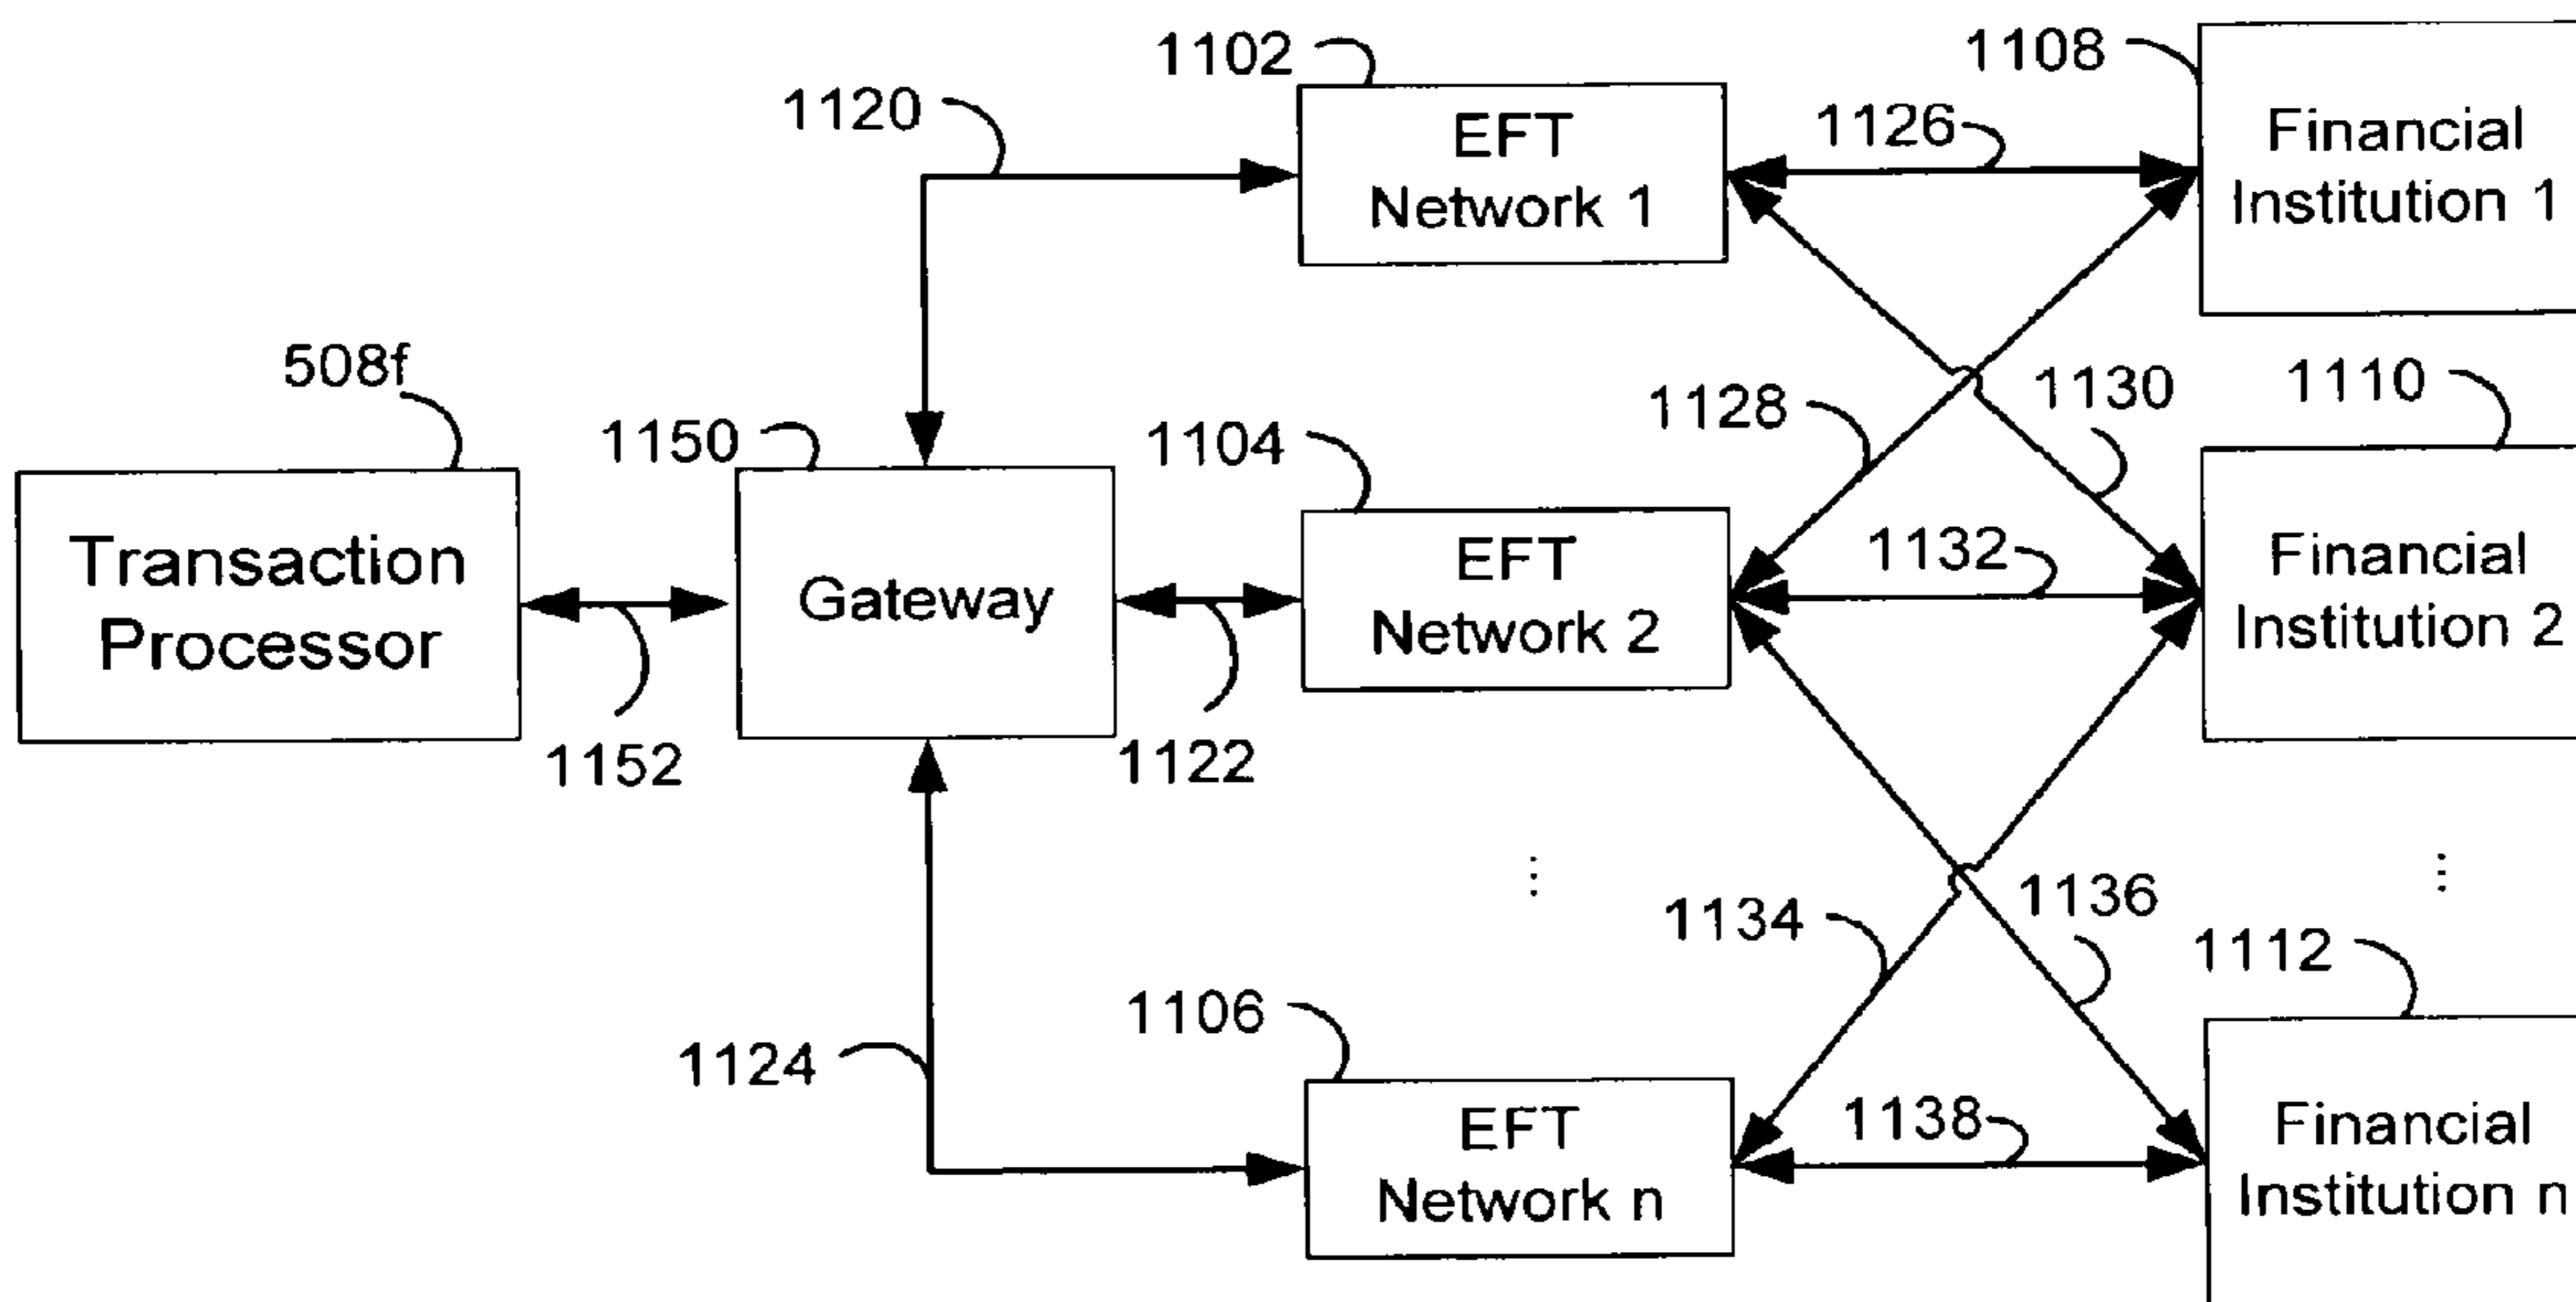 1102
1108
1120
EFT
Network 1
1126
Financial
Institution 1
508f
1150
1104
1128
1130
1110
Transaction
Processor
Gateway
EFT
Network 2
1132
Financial
Institution 2
1152
1122
1134
1136
1112
1124
1106
EFT
Network n
1138
Financial
Institution n